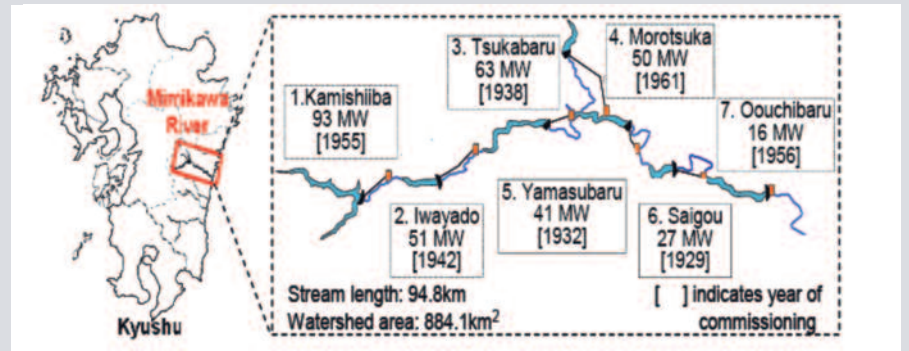 Mimikawa
River
Kyushu
1.Kamishiiba
93 MW
[1955]
2. Iwayado
51 MW
[1942]
3. Tsukabaru
63 MW
[1938]
4. Morotsuka
50 MW
[1961]
5. Yamasubaru
41 MW
[1932]
6. Saigou
27 MW
[1929]
7. Oouchibaru
16 MW
[1956]
Stream length: 94.8km
Watershed area: 884.1km²
[ ] indicates year of
commissioning